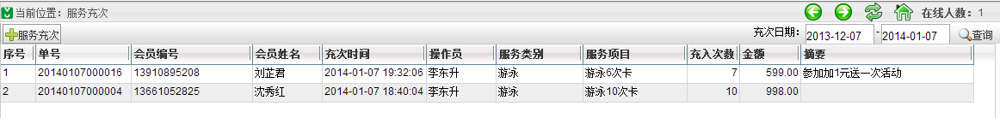 当前位置：服务充次 在线人数：1
服务充次 充次日期：2013-12-07 - 2014-01-07 查询
序号 单号 会员编号 会员姓名 充次时间 操作员 服务类别 服务项目 充入次数 金额 摘要
1 20140107000016 13910895208 刘芷君 2014-01-07 19:32:06 李东升 游泳 游泳6次卡 7 599.00 参加加1元送一次活动
2 20140107000004 13661052825 沈秀红 2014-01-07 18:40:04 李东升 游泳 游泳10次卡 10 998.00